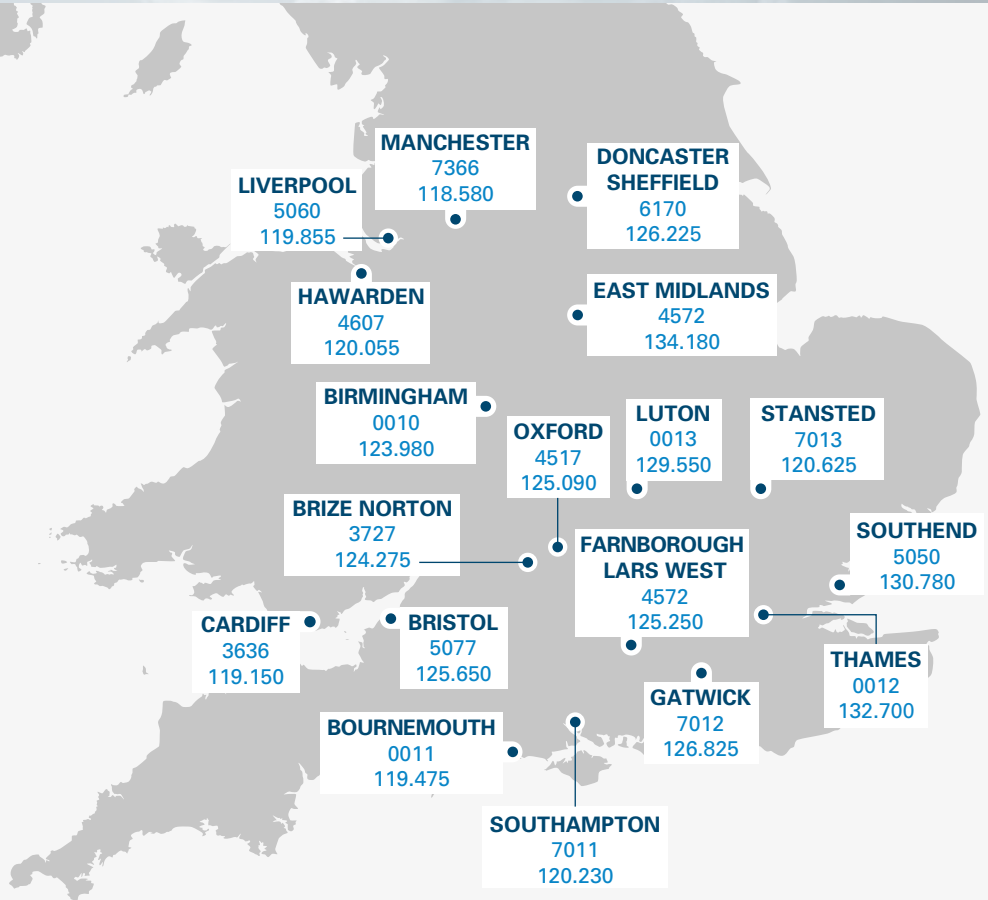 MANCHESTER
7366
118.580
DONCASTER
SHEFFIELD
6170
126.225
LIVERPOOL
5060
119.855
HAWARDEN
4607
120.055
EAST MIDLANDS
4572
134.180
BIRMINGHAM
0010
123.980
OXFORD
4517
125.090
LUTON
0013
129.550
STANSTED
7013
120.625
BRIZE NORTON
3727
124.275
FARNBOROUGH
LARS WEST
4572
125.250
SOUTHEND
5050
130.780
CARDIFF
3636
119.150
BRISTOL
5077
125.650
THAMES
0012
132.700
GATWICK
7012
126.825
BOURNEMOUTH
0011
119.475
SOUTHAMPTON
7011
120.230